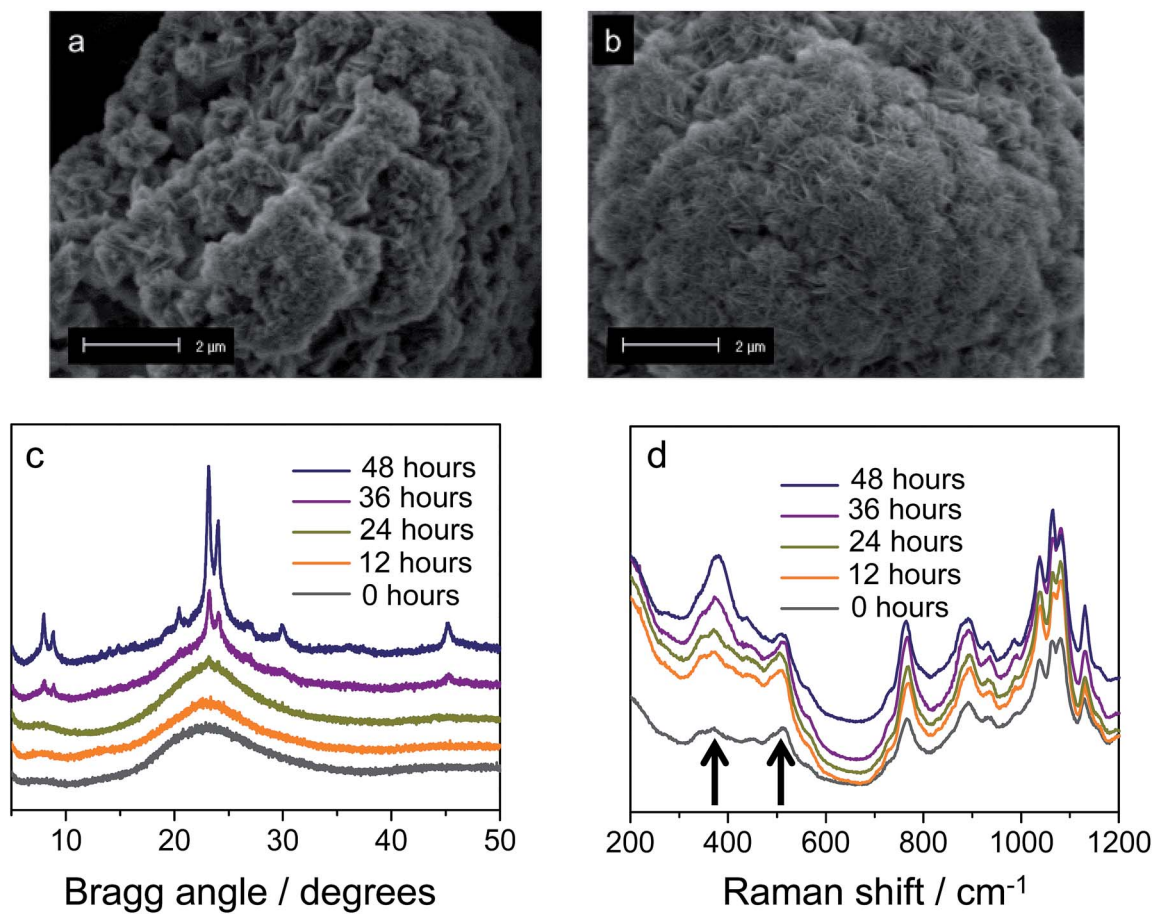 a
2 µm
b
2 µm
c
48 hours
36 hours
24 hours
12 hours
0 hours
10 20 30 40 50
Bragg angle / degrees
d
48 hours
36 hours
24 hours
12 hours
0 hours
200 400 600 800 1000 1200
Raman shift / cm⁻¹